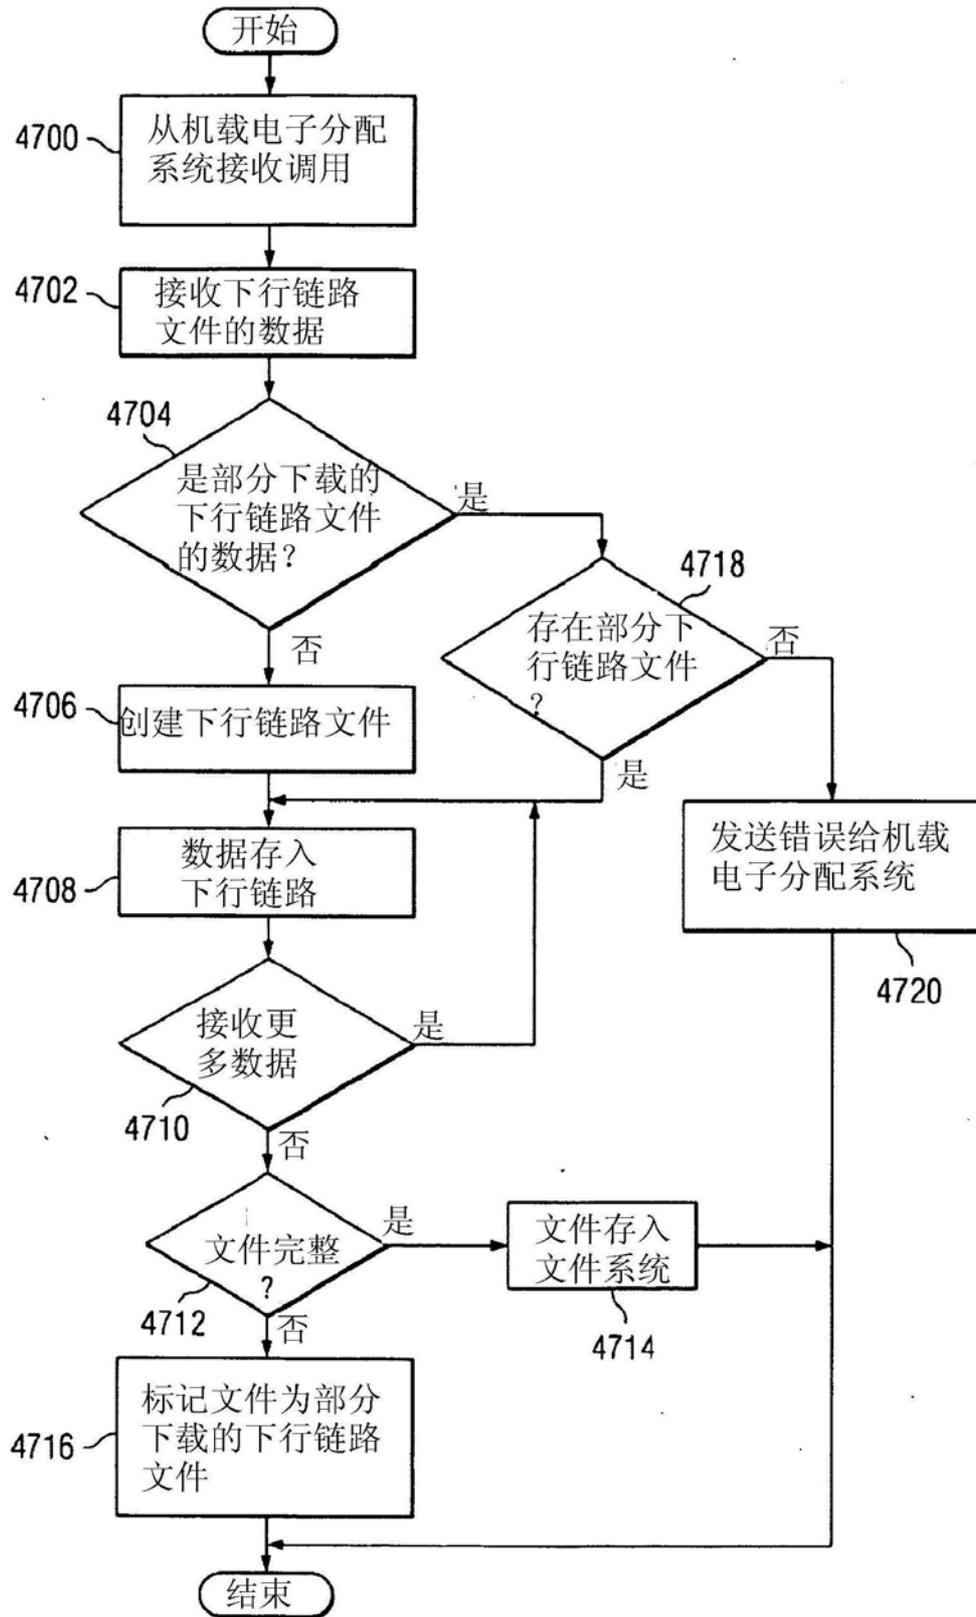 开始
4700
从机载电子分配
系统接收调用
4702
接收下行链路
文件的数据
4704
是部分下载的
下行链路文件
的数据?
是
否
4718
存在部分下
行链路文件
?
否
是
4706
创建下行链路文件
4708
数据存入
下行链路
发送错误给机载
电子分配系统
4720
接收更
多数据
是
4710
否
文件完整
?
是
4712
否
文件存入
文件系统
4714
4716
标记文件为部分
下载的下行链路
文件
结束